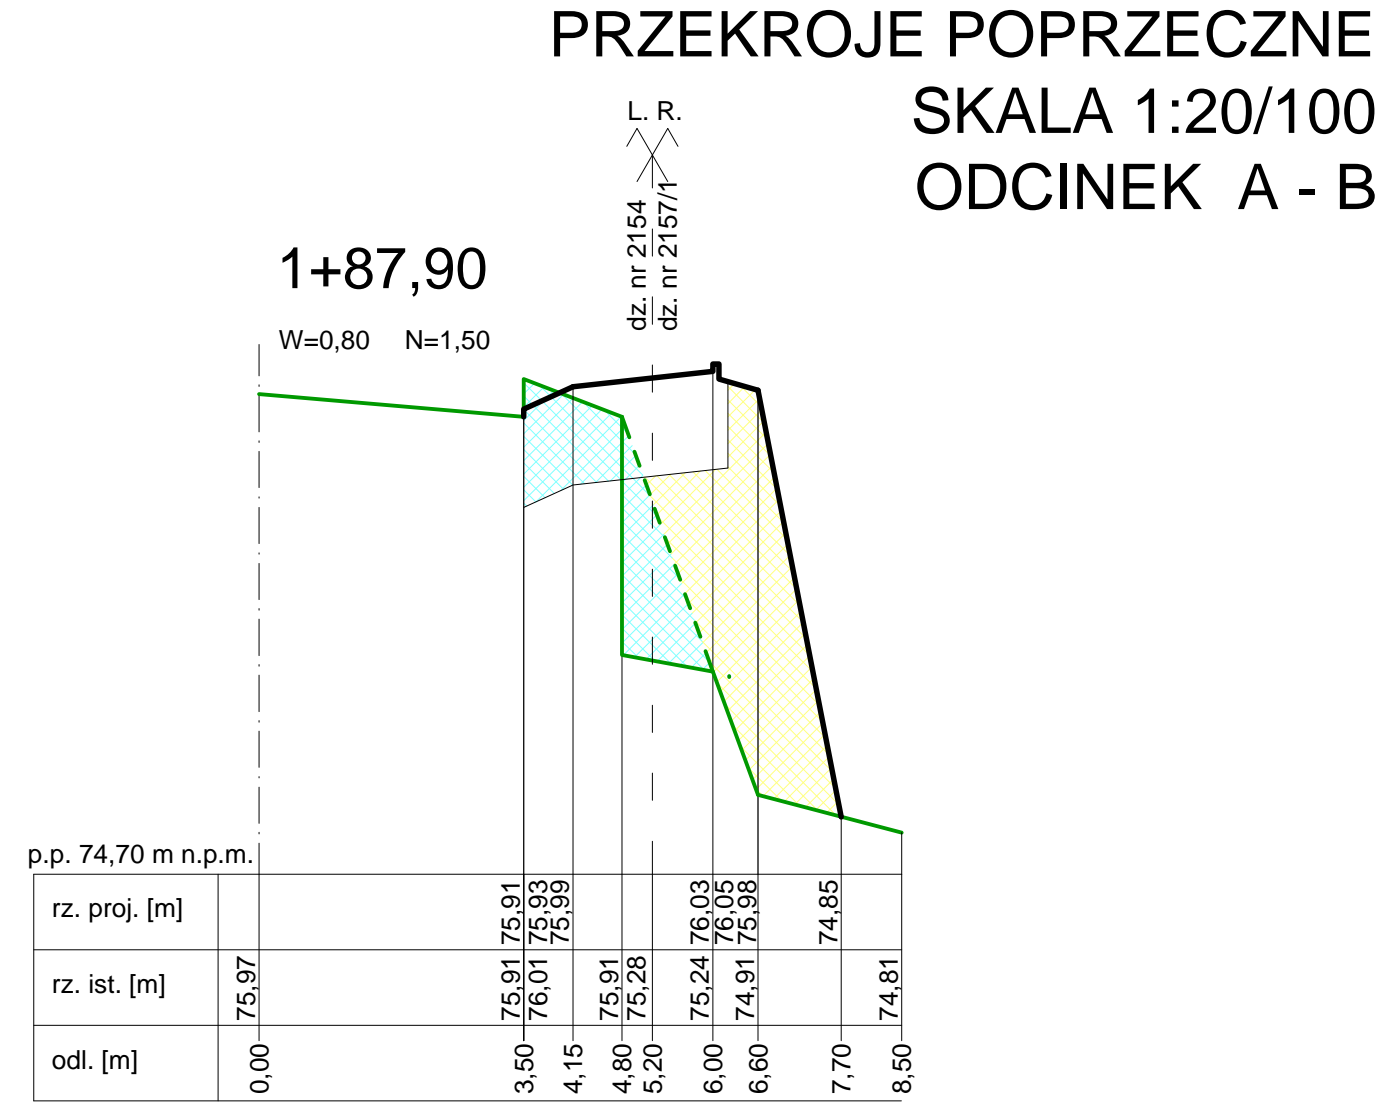 PRZEKROJE POPRZECZNE
SKALA 1:20/100
ODCINEK A - B
L. R.
dz. nr 2154
dz. nr 2157/1
1+87,90
W=0,80 N=1,50
p.p. 74,70 m n.p.m.
rz. proj. [m] 75,91 75,93 75,99 76,03 76,05 75,98 74,85
rz. ist. [m] 75,97 75,91 76,01 75,91 75,28 75,24 74,91 74,81
odl. [m] 0,00 3,50 4,15 4,80 5,20 6,00 6,60 7,70 8,50